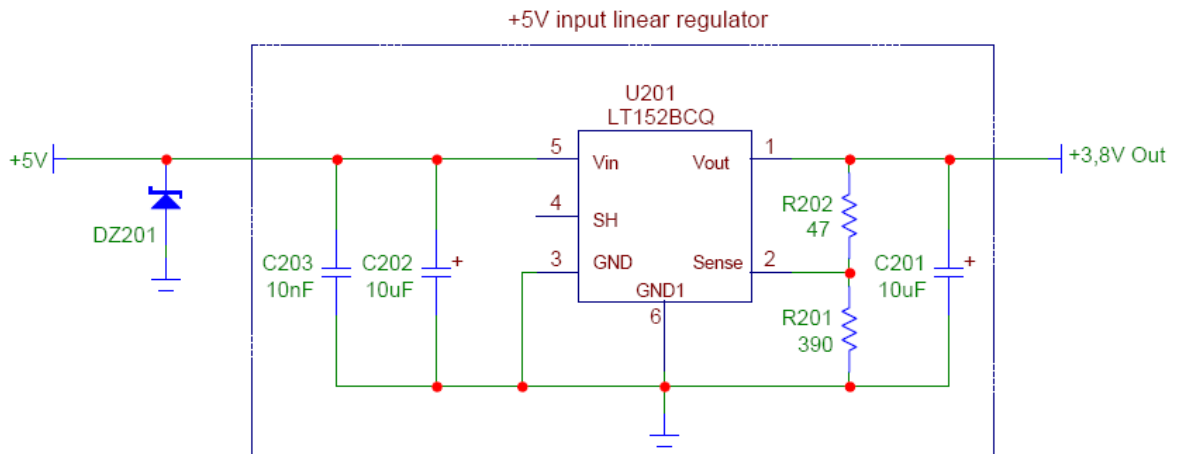 +5V input linear regulator
U201
LT152BCQ
+5V
5
Vin
Vout
1
+3,8V Out
4
SH
R202
47
DZ201
3
GND
Sense
2
C203
10nF
C202
10uF
+
GND1
6
C201
10uF
+
R201
390